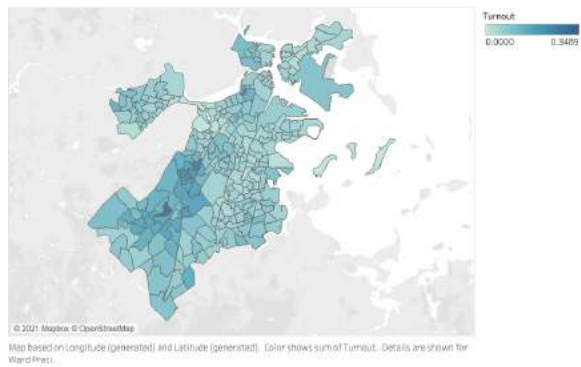 Turnout
0.0000 0.3489
© 2021 Mapbox © OpenStreetMap
Map based on Longitude (generated) and Latitude (generated). Color shows sum of Turnout. Details are shown for
Ward Preci.